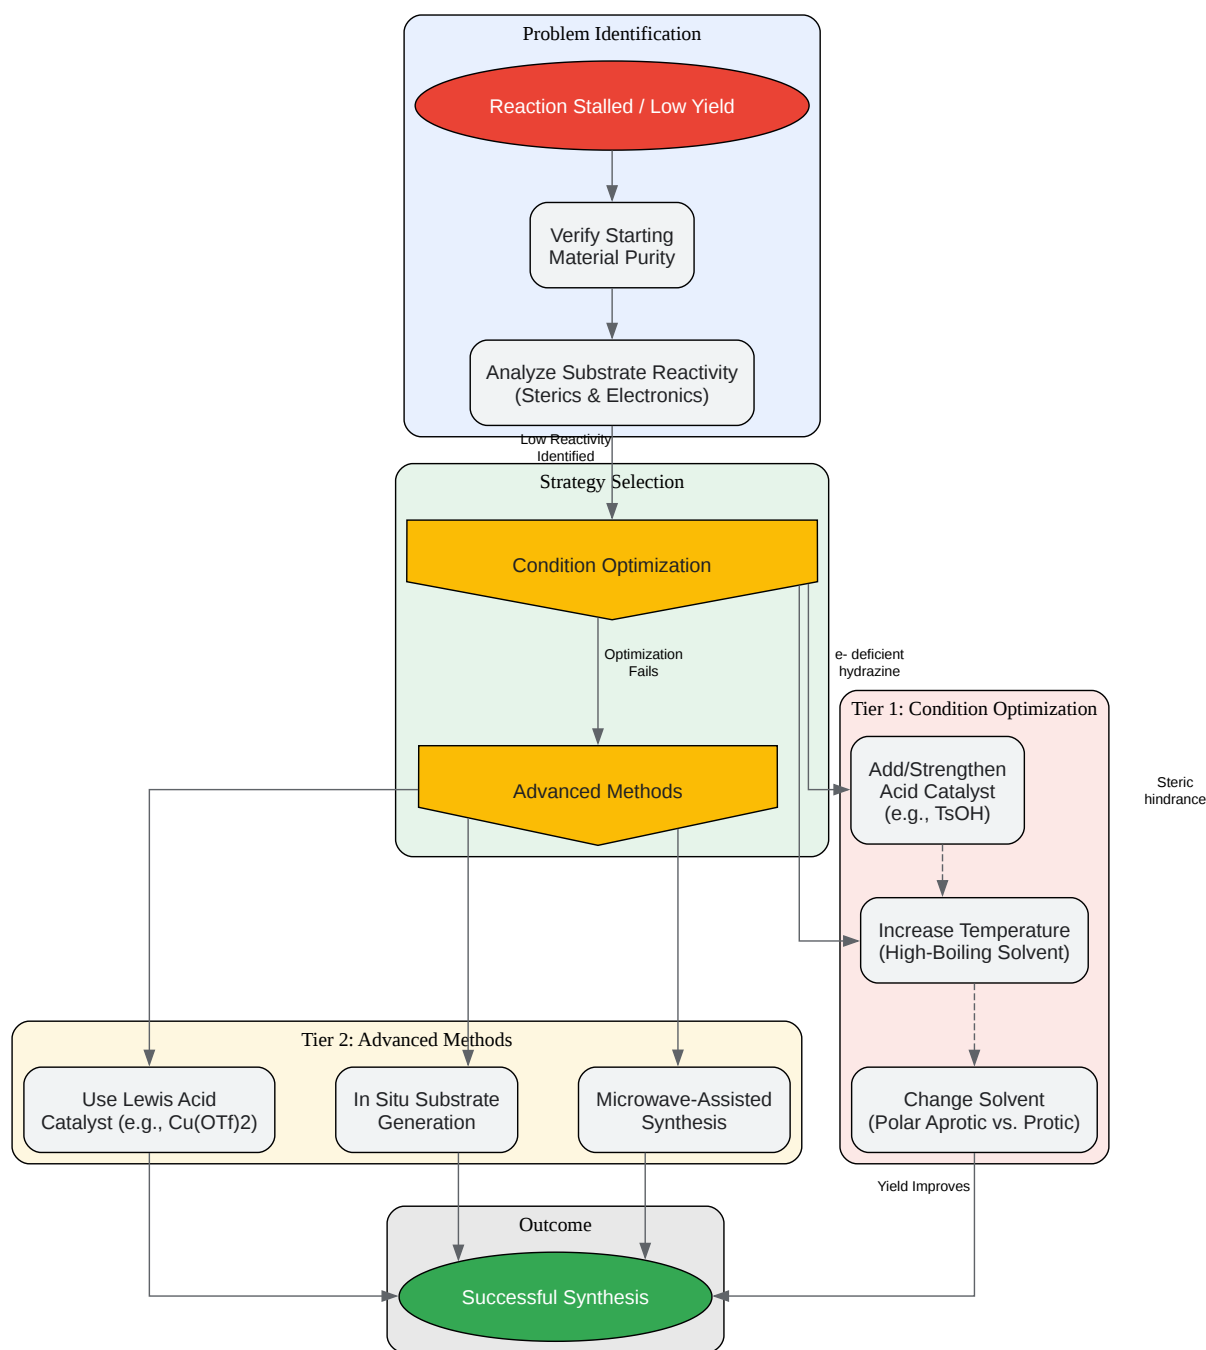 Problem Identification
Reaction Stalled / Low Yield
Verify Starting
Material Purity
Analyze Substrate Reactivity
(Sterics & Electronics)
Low Reactivity
Identified
Strategy Selection
Condition Optimization
Optimization
Fails
e- deficient
hydrazine
Tier 1: Condition Optimization
Add/Strengthen
Acid Catalyst
(e.g., TsOH)
Steric
hindrance
Advanced Methods
Increase Temperature
(High-Boiling Solvent)
Tier 2: Advanced Methods
Use Lewis Acid
Catalyst (e.g., Cu(OTf)2)
In Situ Substrate
Generation
Microwave-Assisted
Synthesis
Change Solvent
(Polar Aprotic vs. Protic)
Yield Improves
Outcome
Successful Synthesis